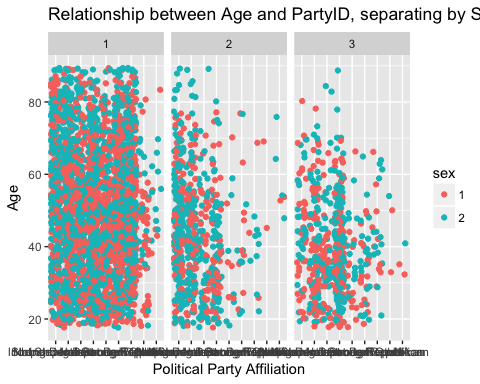 Relationship between Age and PartyID, separating by S
1 2 3
Age
80
60
40
20
sex
1
2
Political Party Affiliation